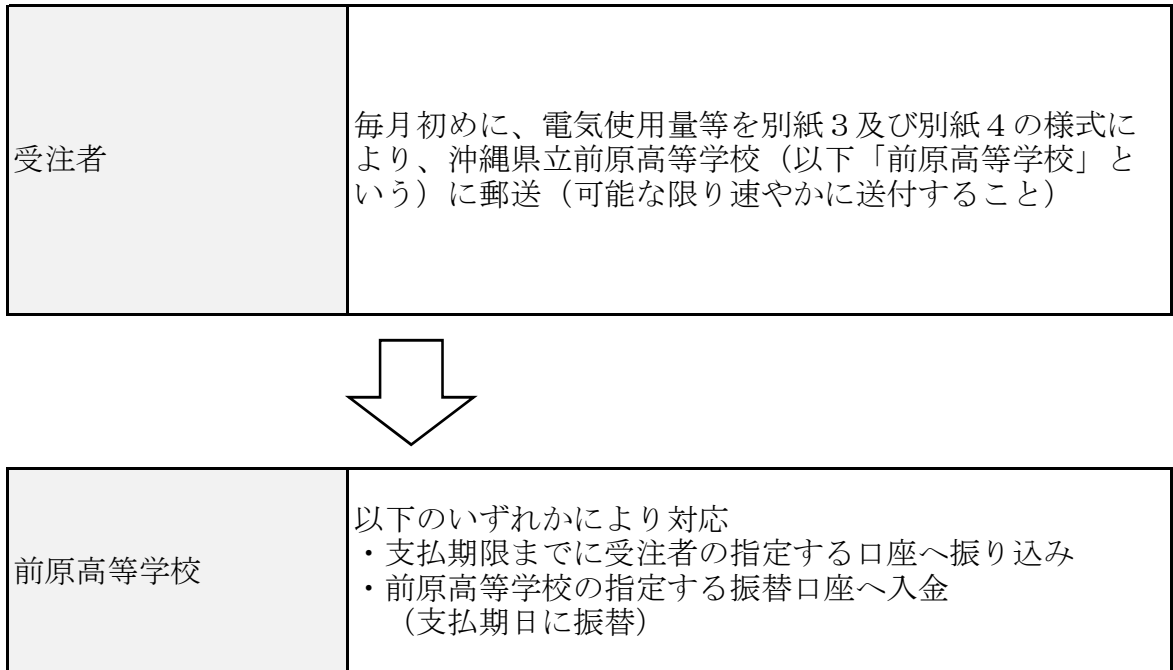 受注者
毎月初めに、電気使用量等を別紙３及び別紙４の様式に
より、沖縄県立前原高等学校（以下「前原高等学校」と
いう）に郵送（可能な限り速やかに送付すること）
前原高等学校
以下のいずれかにより対応
・支払期限までに受注者の指定する口座へ振り込み
・前原高等学校の指定する振替口座へ入金
（支払期日に振替）